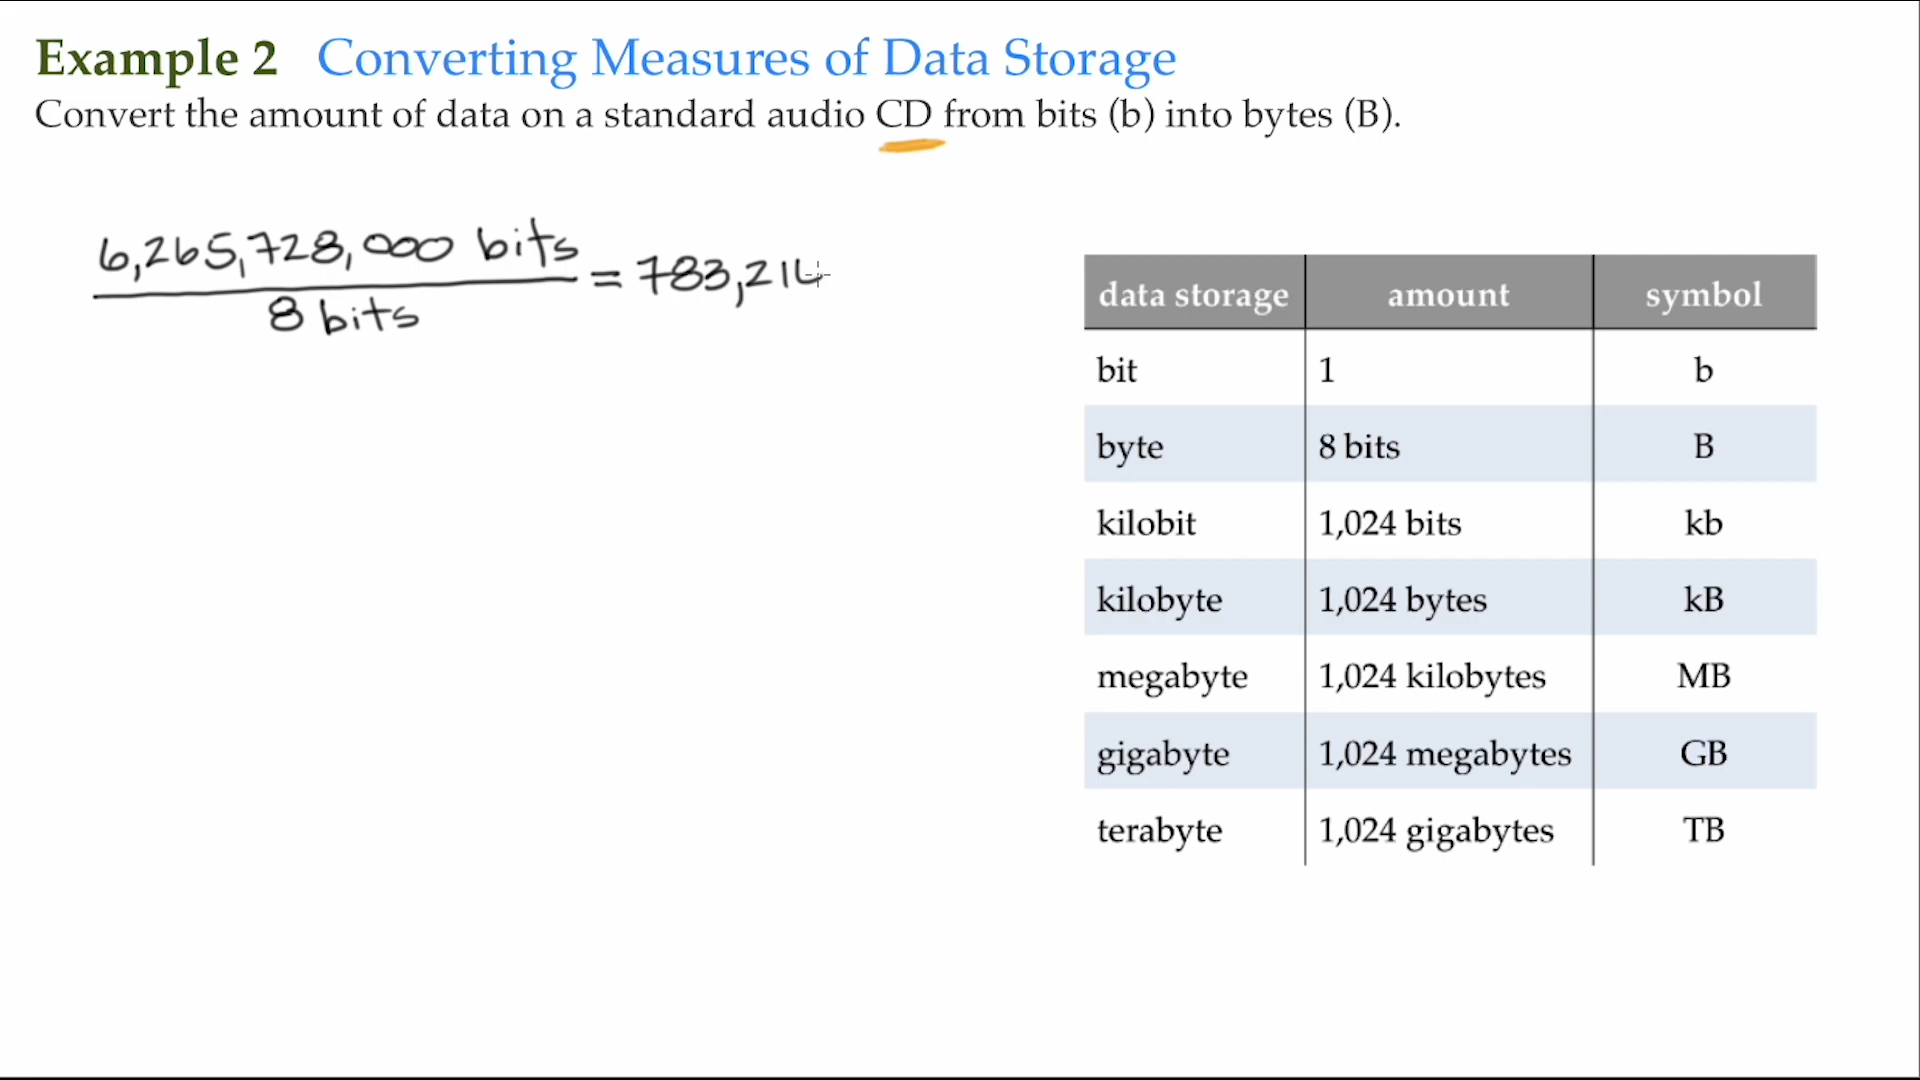 Example 2 Converting Measures of Data Storage
Convert the amount of data on a standard audio CD from bits (b) into bytes (B).
6,265,728,000 bits
8 bits
= 783,21
data storage amount symbol
bit 1 b
byte 8 bits B
kilobit 1,024 bits kb
kilobyte 1,024 bytes kB
megabyte 1,024 kilobytes MB
gigabyte 1,024 megabytes GB
terabyte 1,024 gigabytes TB